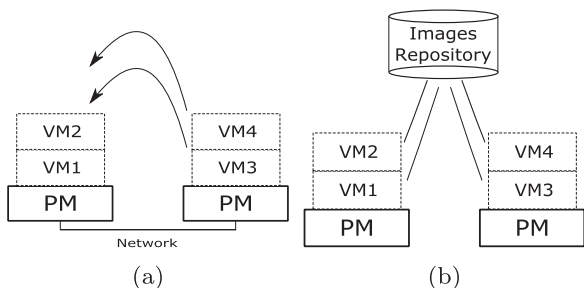 Images
Repository
VM2
VM1
PM
VM4
VM3
PM
Network
(a)
VM2
VM1
PM
VM4
VM3
PM
(b)